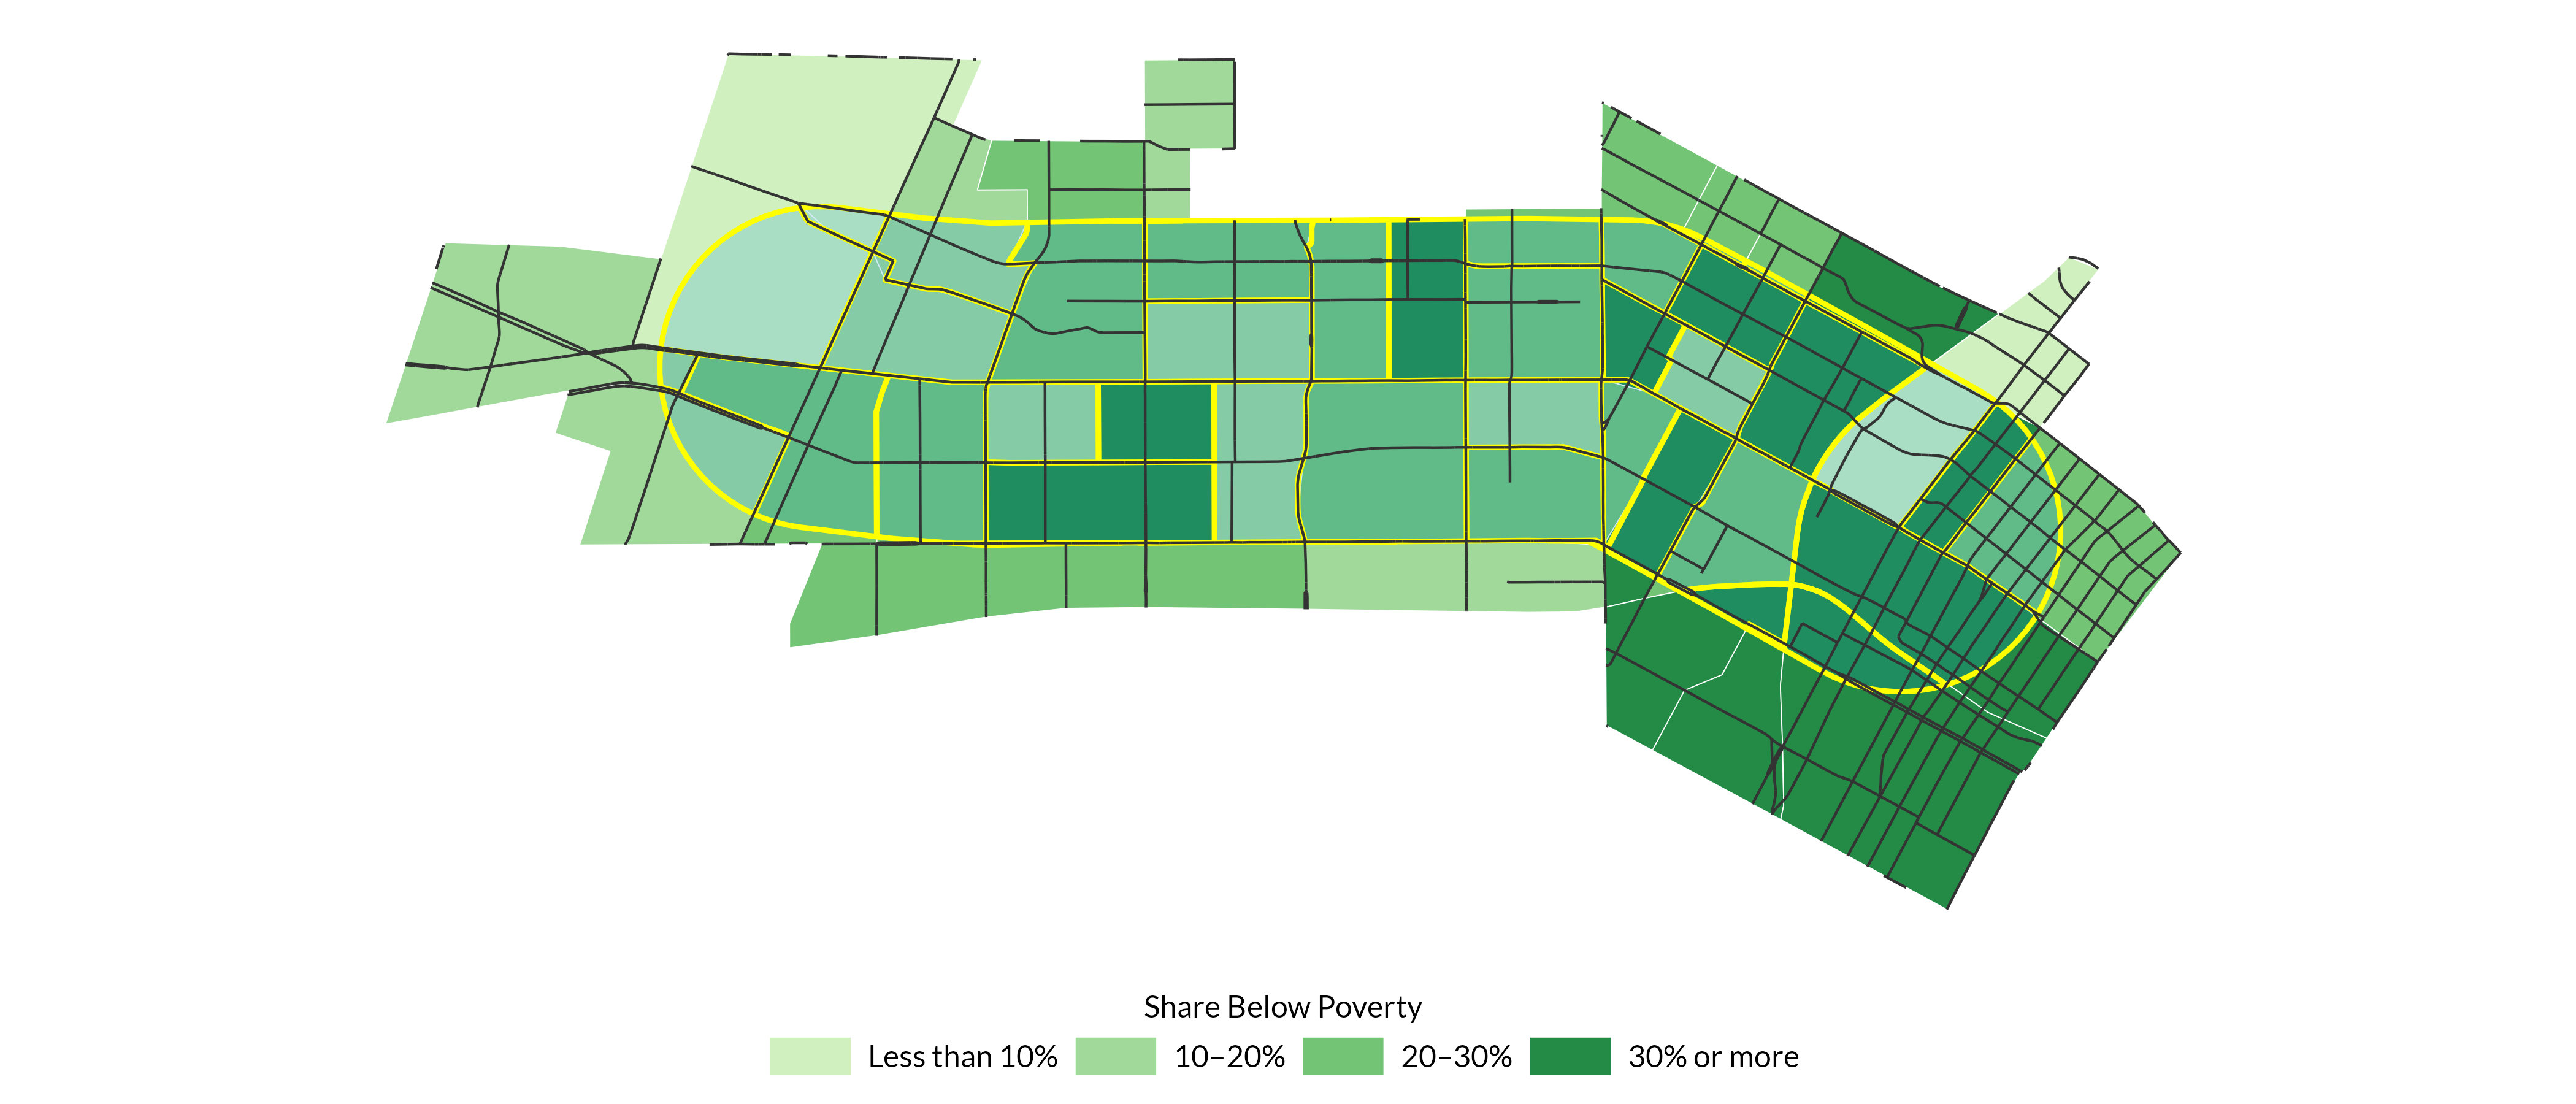 Share Below Poverty
Less than 10% 10–20% 20–30% 30% or more